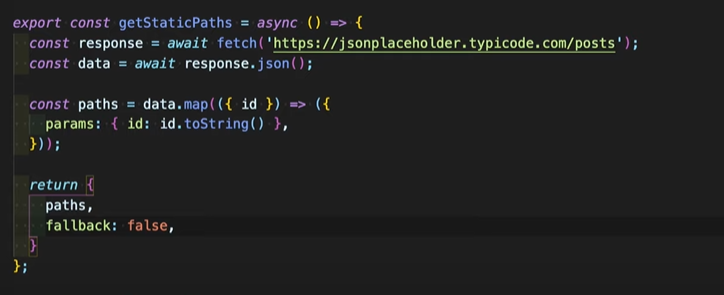 export const getStaticPaths = async () => {
  const response = await fetch('https://jsonplaceholder.typicode.com/posts');
  const data = await response.json();
  const paths = data.map(({ id }) => ({
    params: { id: id.toString() },
  }));
  return {
    paths,
    fallback: false,
  }
};